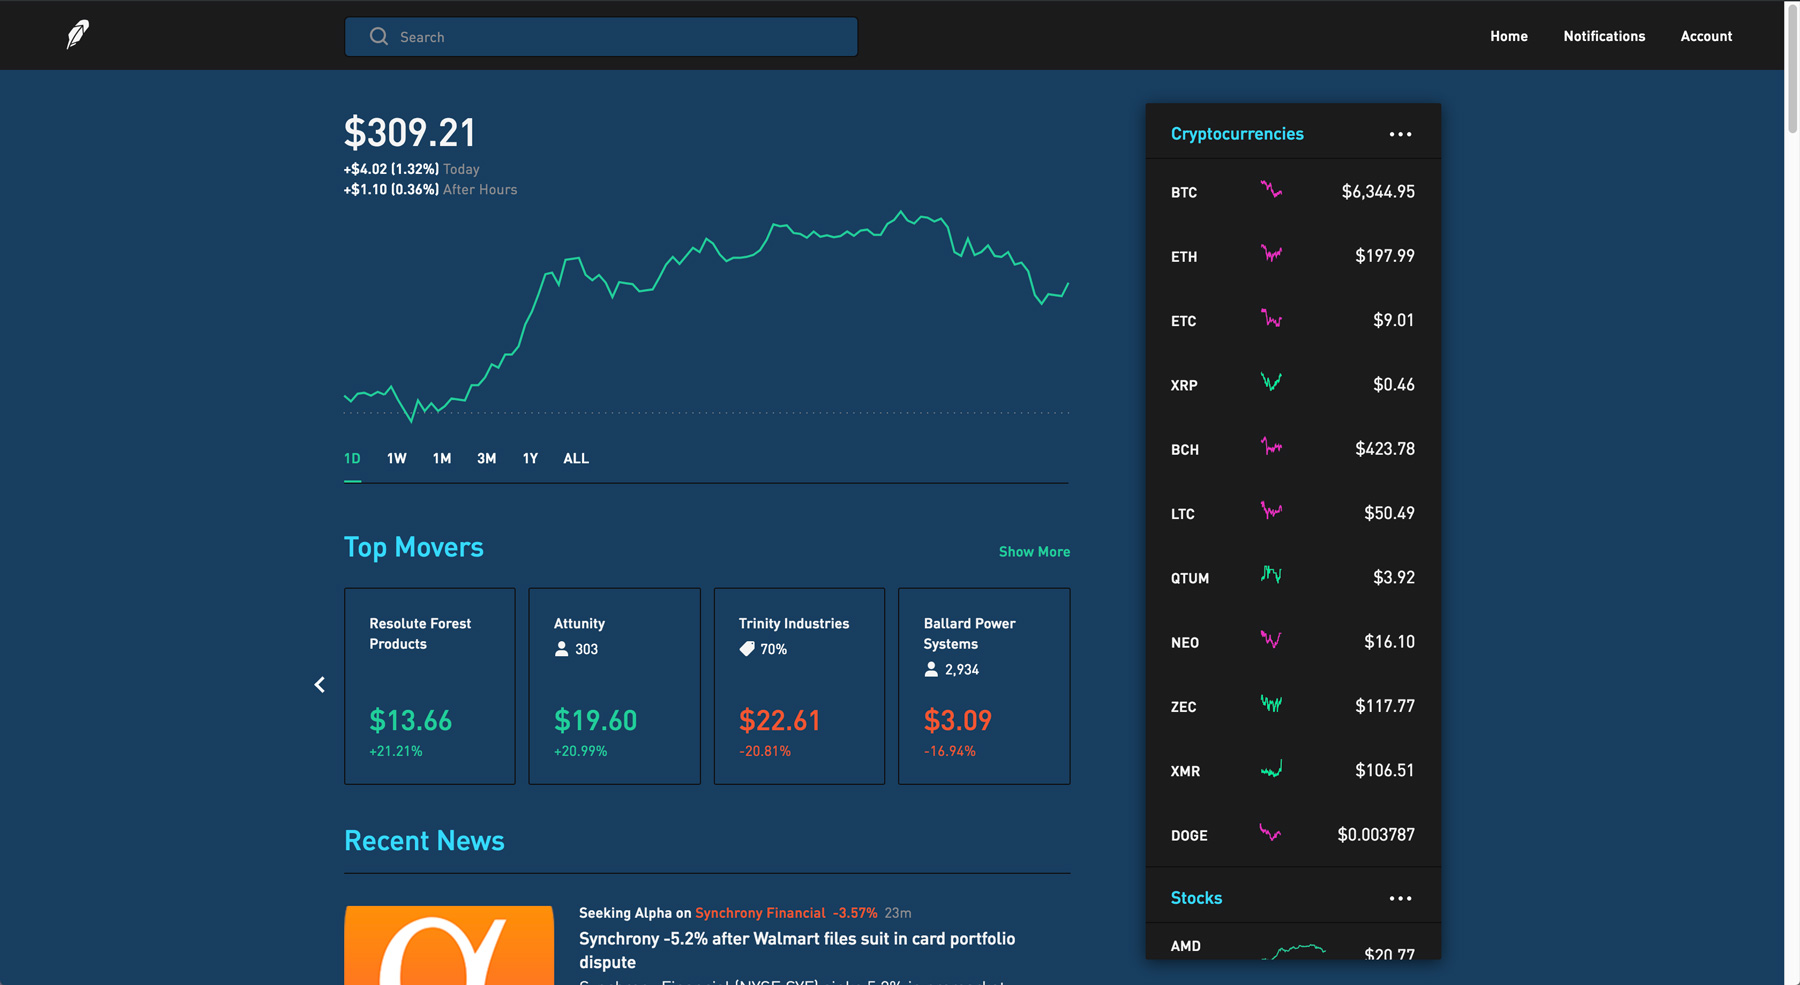 Search
Home
Notifications
Account
$309.21
+$4.02 (1.32%) Today
+$1.10 (0.36%) After Hours
1D 1W 1M 3M 1Y ALL
Top Movers
Show More
Resolute Forest
Products
$13.66
+21.21%
Attunity
303
$19.60
+20.99%
Trinity Industries
70%
$22.61
-20.81%
Ballard Power
Systems
2,934
$3.09
-16.94%
Recent News
Seeking Alpha on Synchrony Financial -3.57% 23m
Synchrony -5.2% after Walmart files suit in card portfolio
dispute
Cryptocurrencies
BTC $6,344.95
ETH $197.99
ETC $9.01
XRP $0.46
BCH $423.78
LTC $50.49
QTUM $3.92
NEO $16.10
ZEC $117.77
XMR $106.51
DOGE $0.003787
Stocks
AMD $20.77